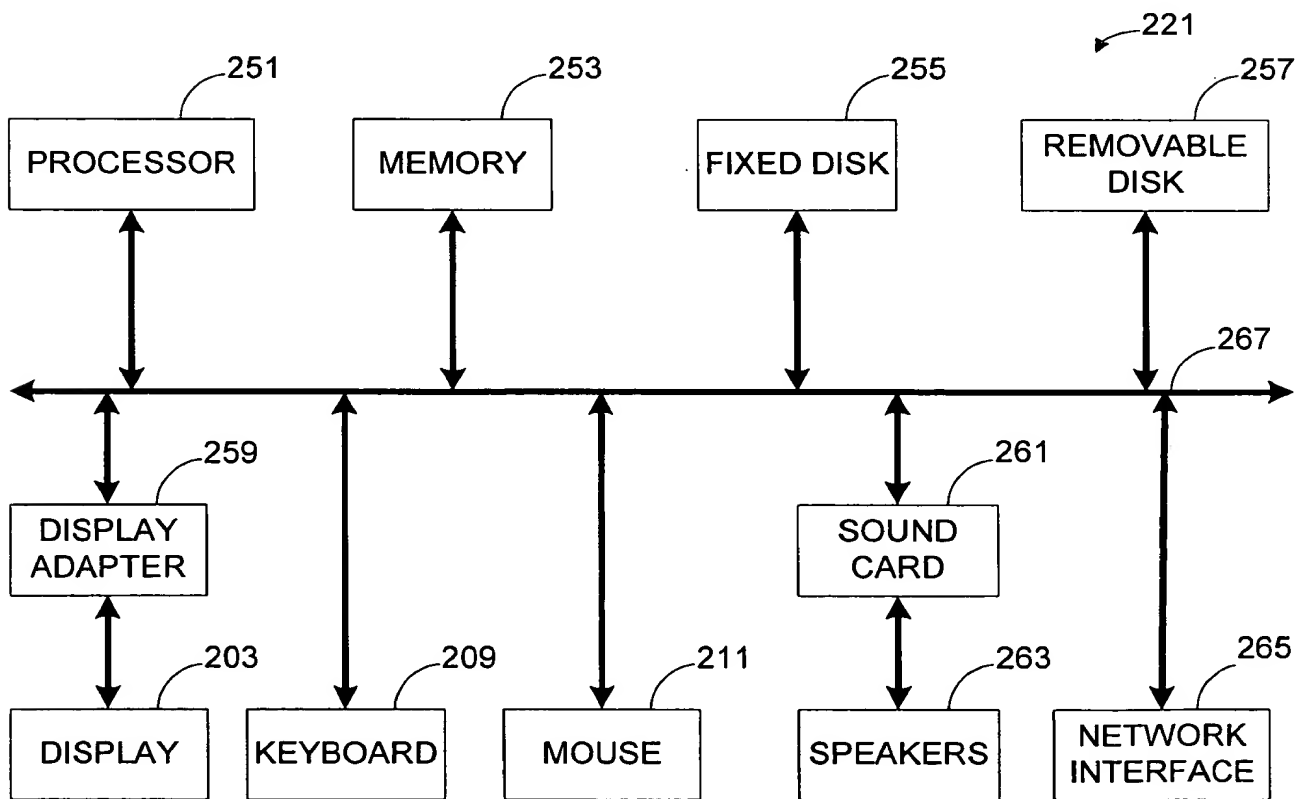 221
251
253
255
257
PROCESSOR
MEMORY
FIXED DISK
REMOVABLE
DISK
267
259
261
DISPLAY
ADAPTER
SOUND
CARD
203
209
211
263
265
DISPLAY
KEYBOARD
MOUSE
SPEAKERS
NETWORK
INTERFACE